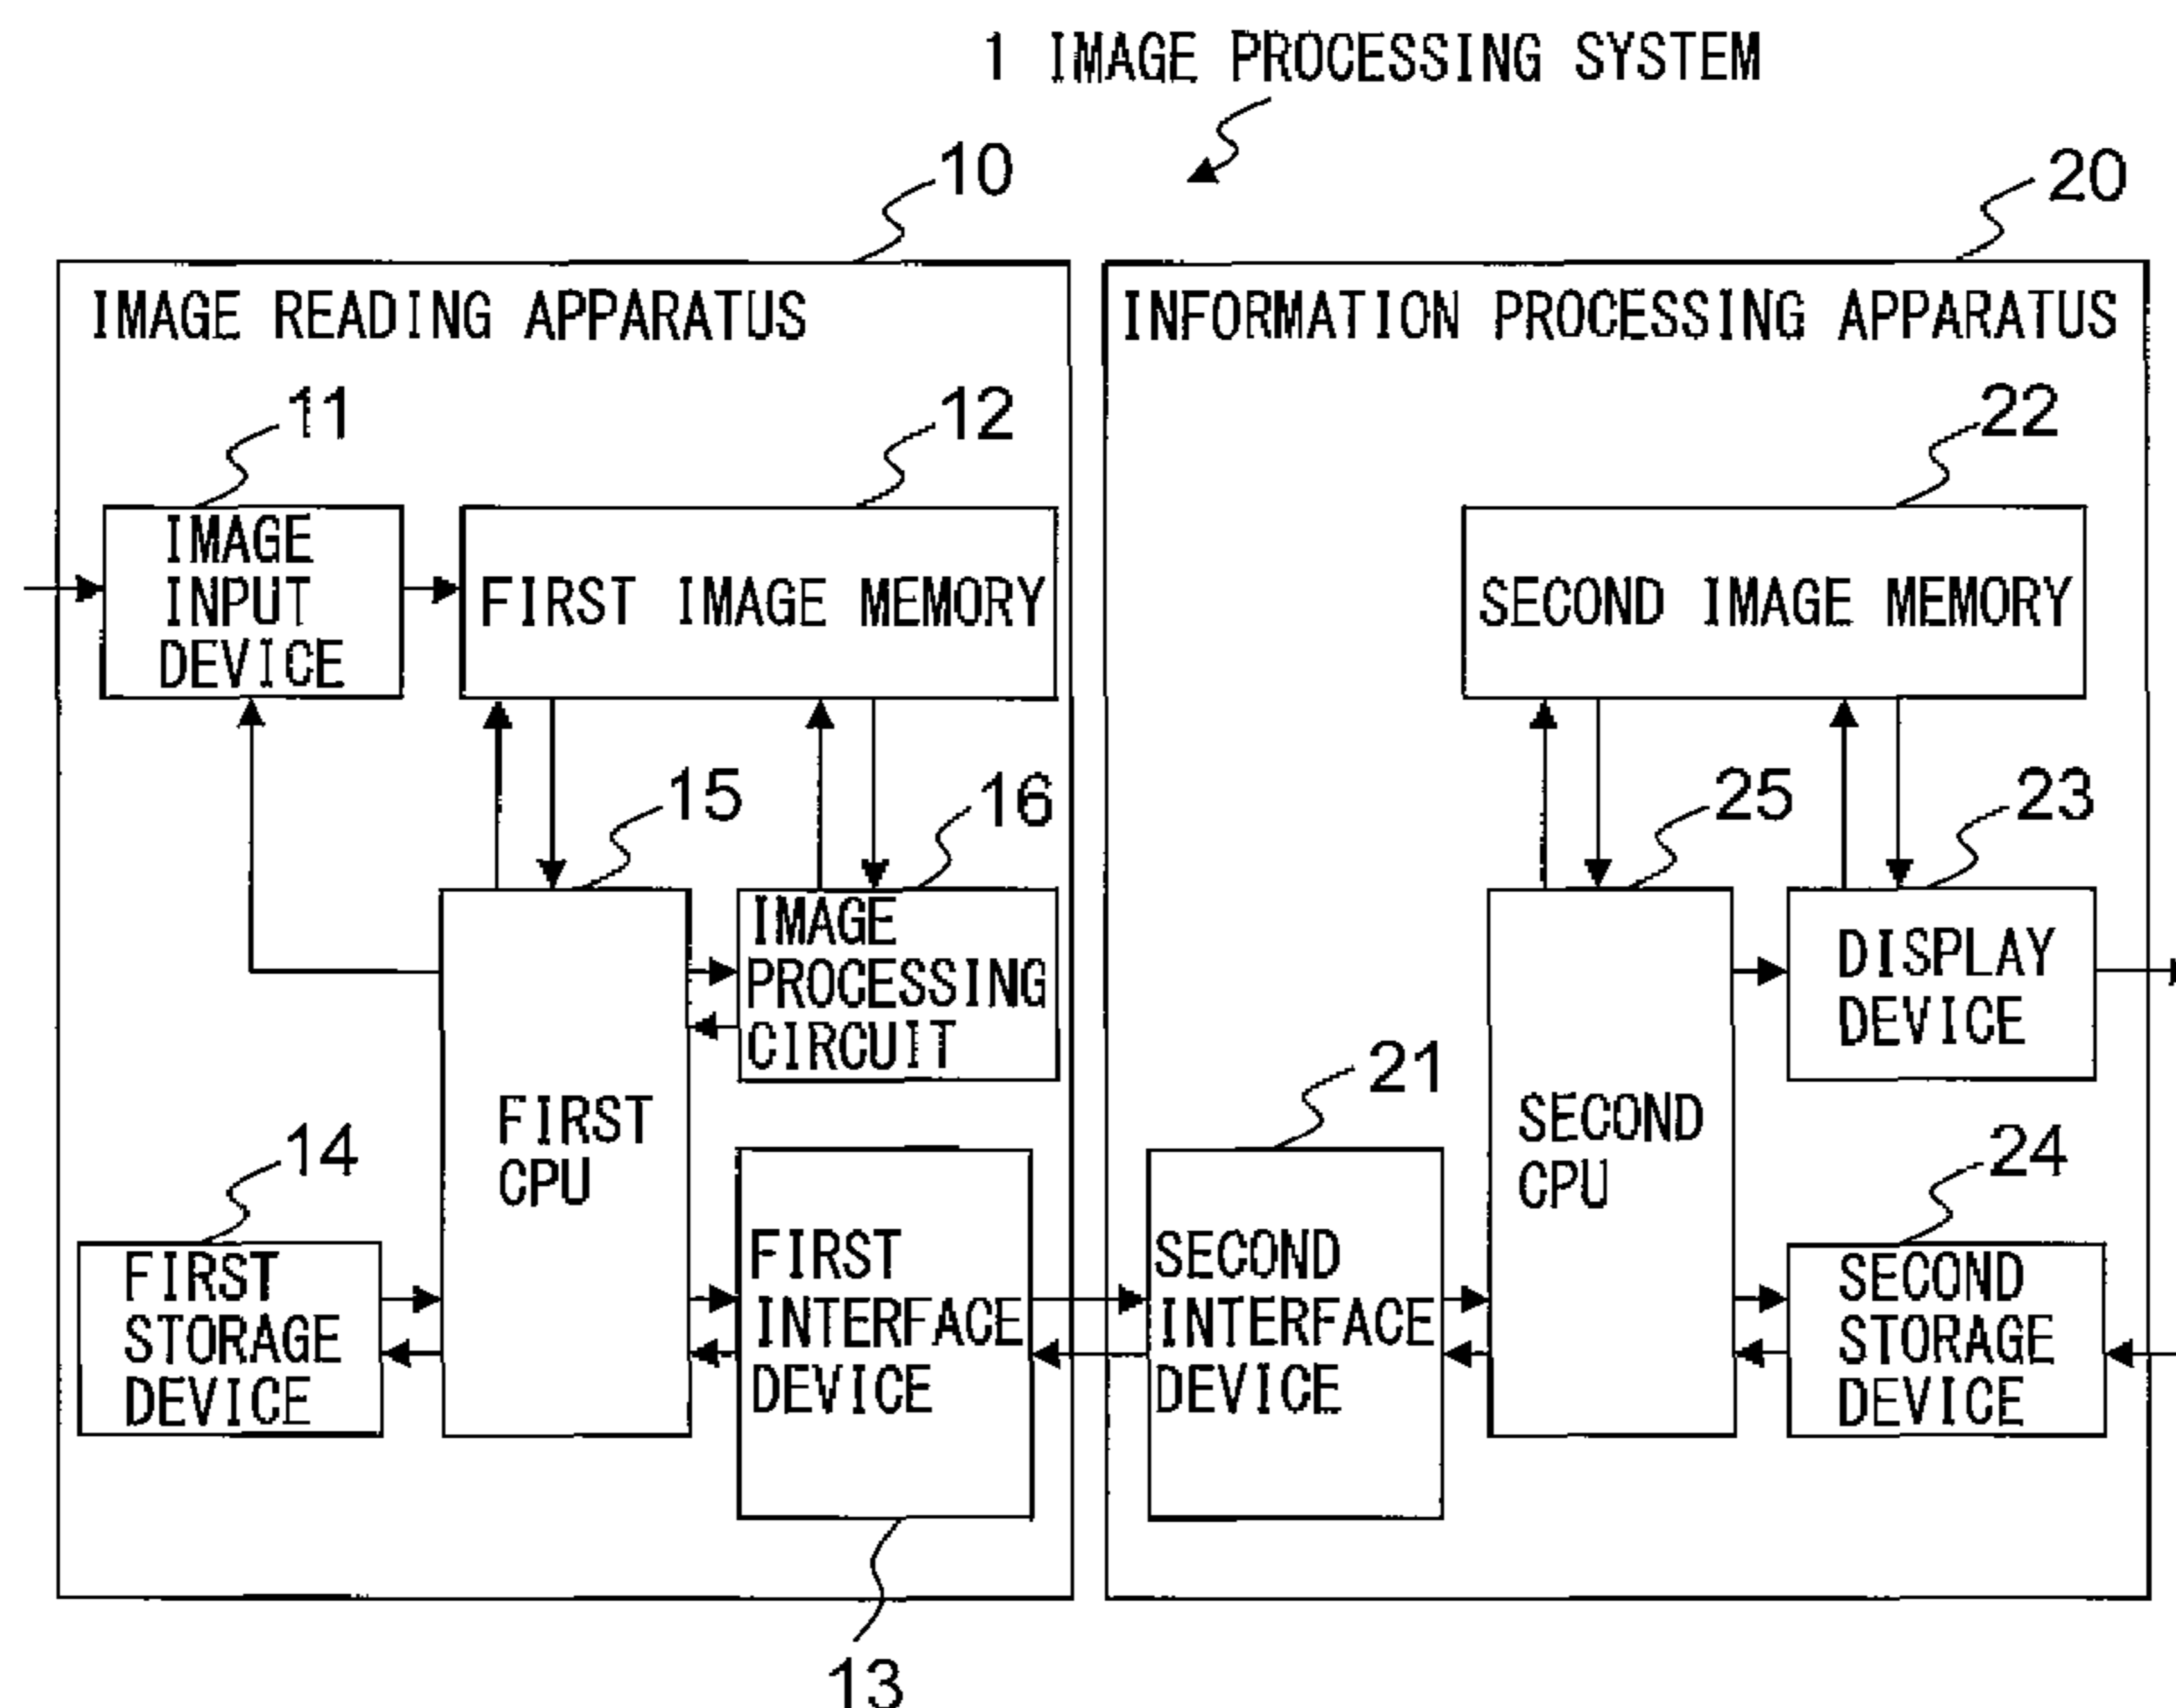 1 IMAGE PROCESSING SYSTEM
10
20
IMAGE READING APPARATUS
INFORMATION PROCESSING APPARATUS
11
12
22
IMAGE
INPUT
DEVICE
FIRST IMAGE MEMORY
SECOND IMAGE MEMORY
15
16
25
23
IMAGE
PROCESSING
CIRCUIT
DISPLAY
DEVICE
14
FIRST
CPU
21
SECOND
CPU
24
FIRST
STORAGE
DEVICE
FIRST
INTERFACE
DEVICE
SECOND
INTERFACE
DEVICE
SECOND
STORAGE
DEVICE
13